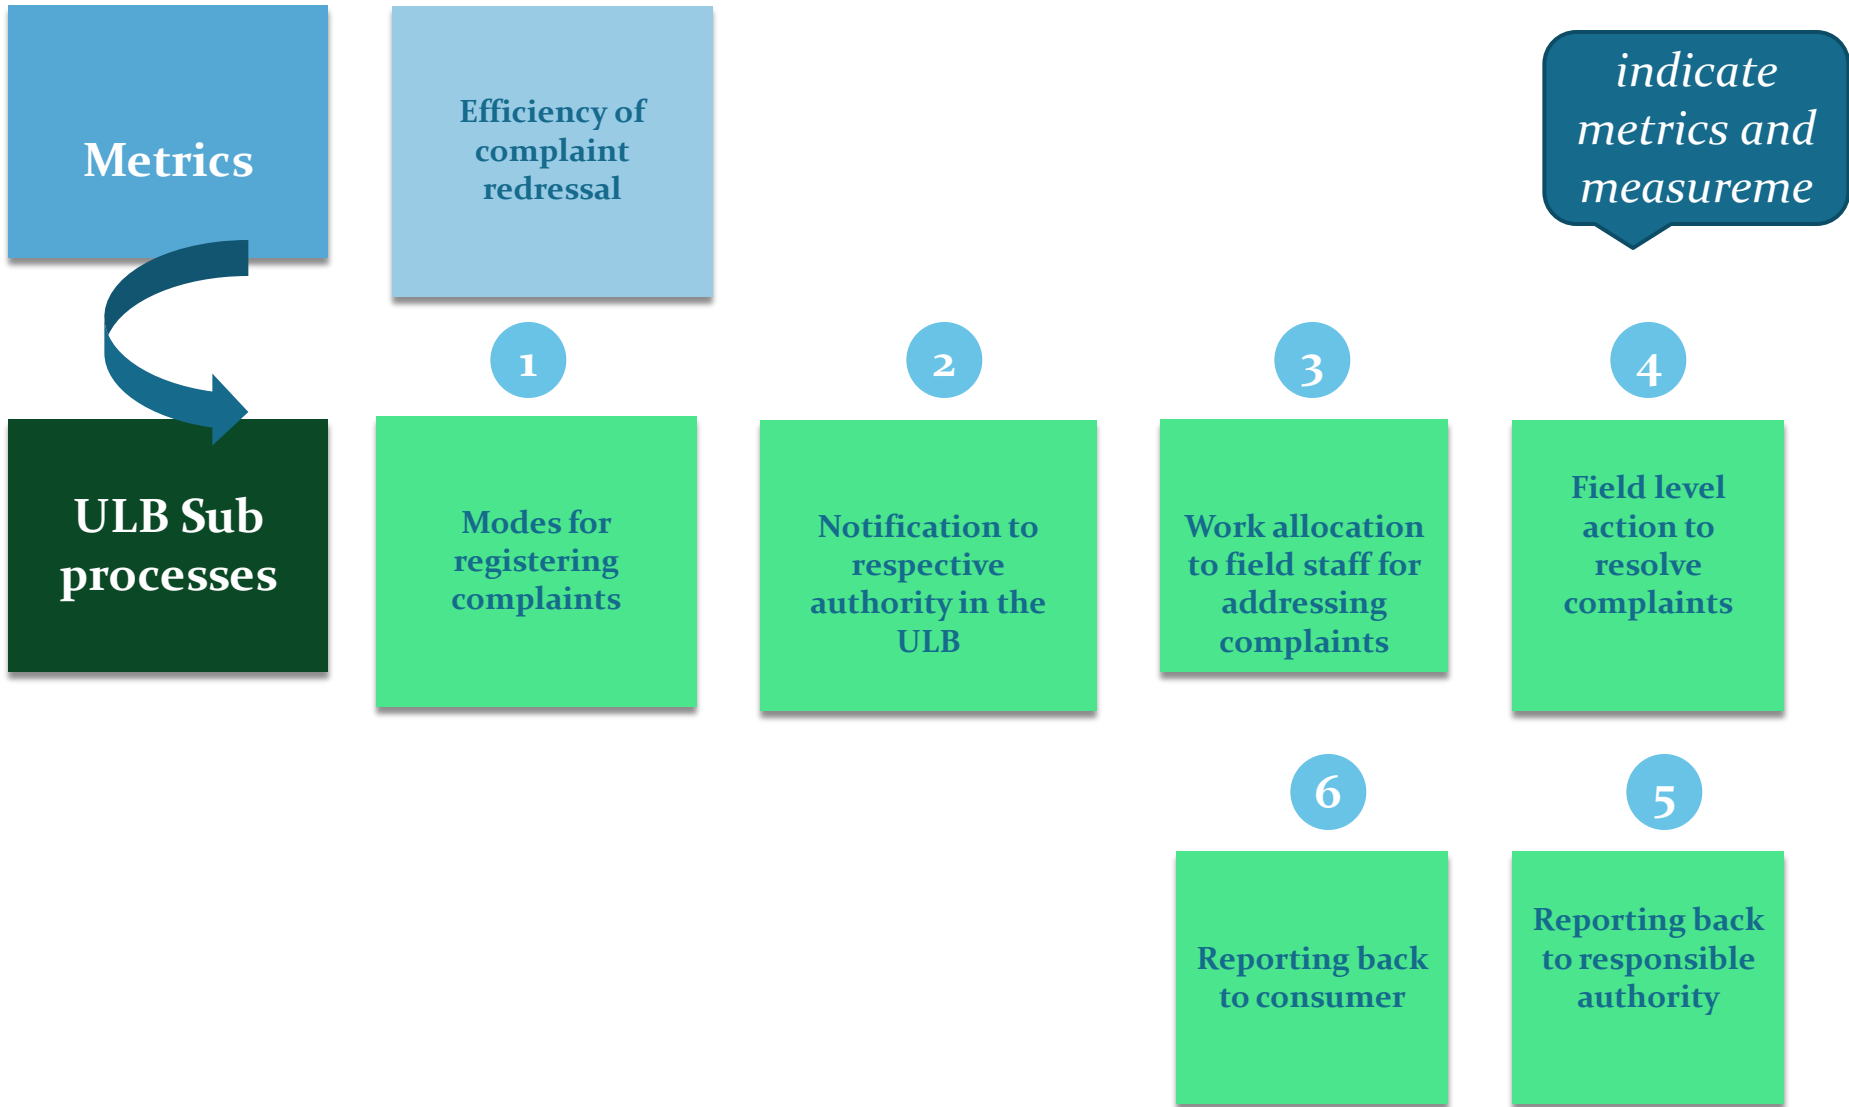 Metrics
Efficiency of
complaint
redressal
indicate
metrics and
measureme
1
2
3
4
ULB Sub
processes
Modes for
registering
complaints
Notification to
respective
authority in the
ULB
Work allocation
to field staff for
addressing
complaints
Field level
action to
resolve
complaints
6
5
Reporting back
to consumer
Reporting back
to responsible
authority